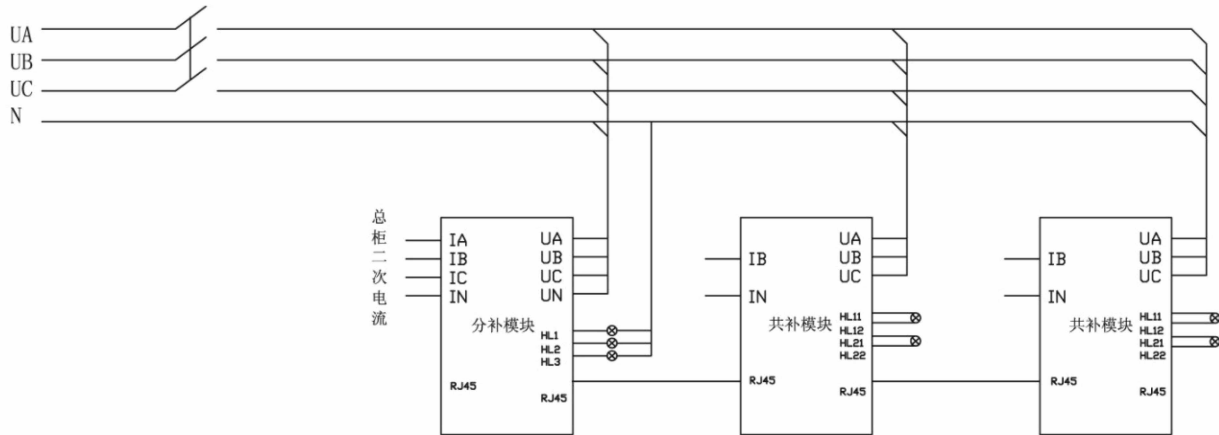 UA
UB
UC
N
总柜二次电流
IA
IB
IC
IN
UA
UB
UC
UN
分补模块
HL1
HL2
HL3
RJ45
RJ45
IB
IN
UA
UB
UC
共补模块
HL11
HL12
HL21
HL22
RJ45
RJ45
IB
IN
UA
UB
UC
共补模块
HL11
HL12
HL21
HL22
RJ45
RJ45